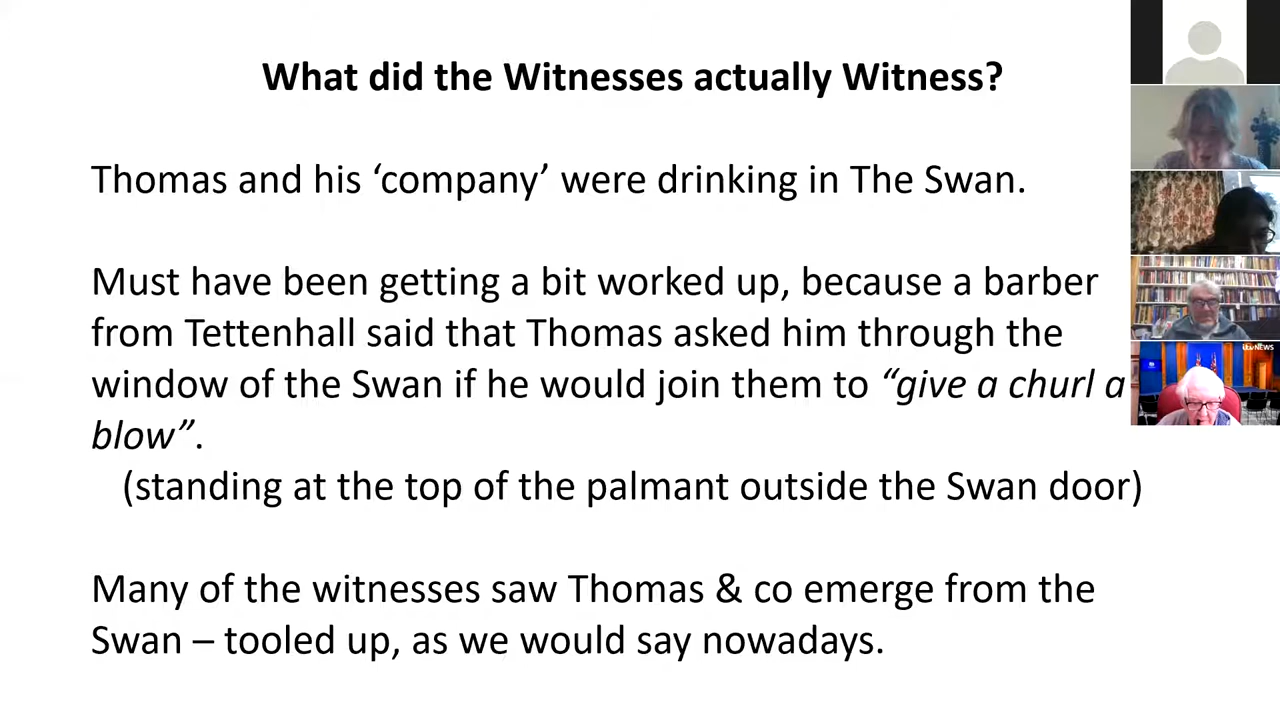 What did the Witnesses actually Witness?
Thomas and his ‘company’ were drinking in The Swan.
Must have been getting a bit worked up, because a barber
from Tettenhall said that Thomas asked him through the
window of the Swan if he would join them to “give a churl a
blow”.
(standing at the top of the palmant outside the Swan door)
Many of the witnesses saw Thomas & co emerge from the
Swan – tooled up, as we would say nowadays.
itv NEWS